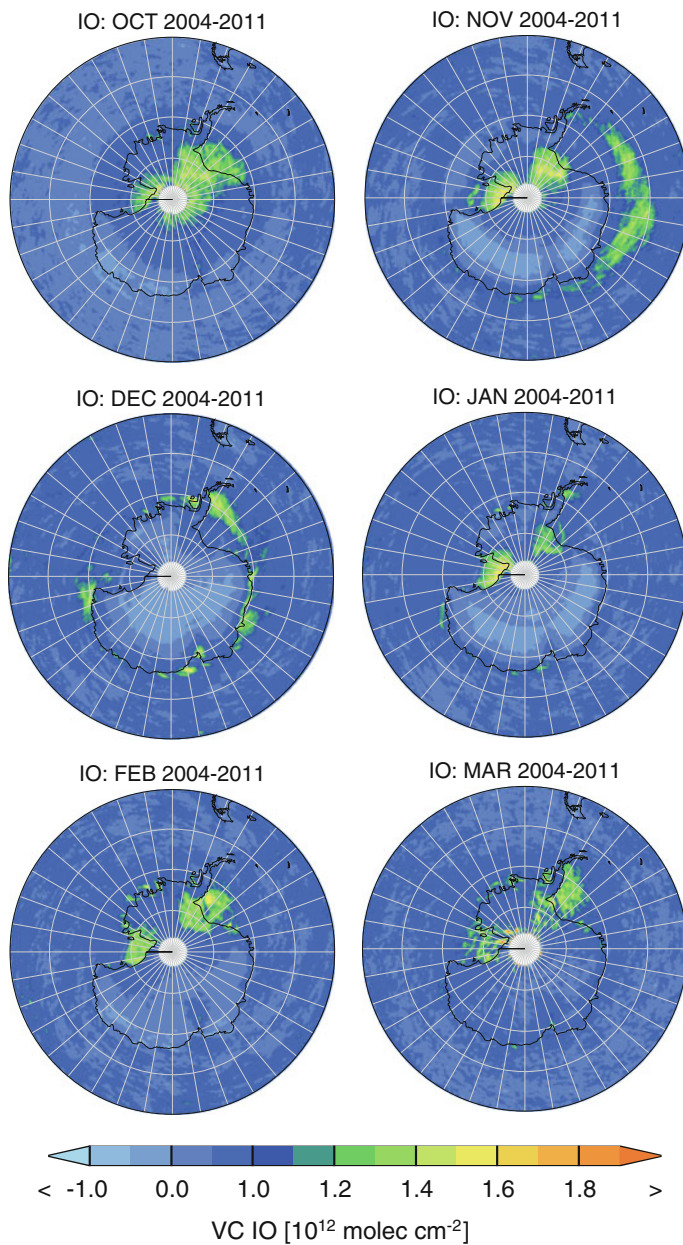 IO: OCT 2004-2011
IO: NOV 2004-2011
IO: DEC 2004-2011
IO: JAN 2004-2011
IO: FEB 2004-2011
IO: MAR 2004-2011
< -1.0 0.0 1.0 1.2 1.4 1.6 1.8 >
VC IO [10¹² molec cm⁻²]